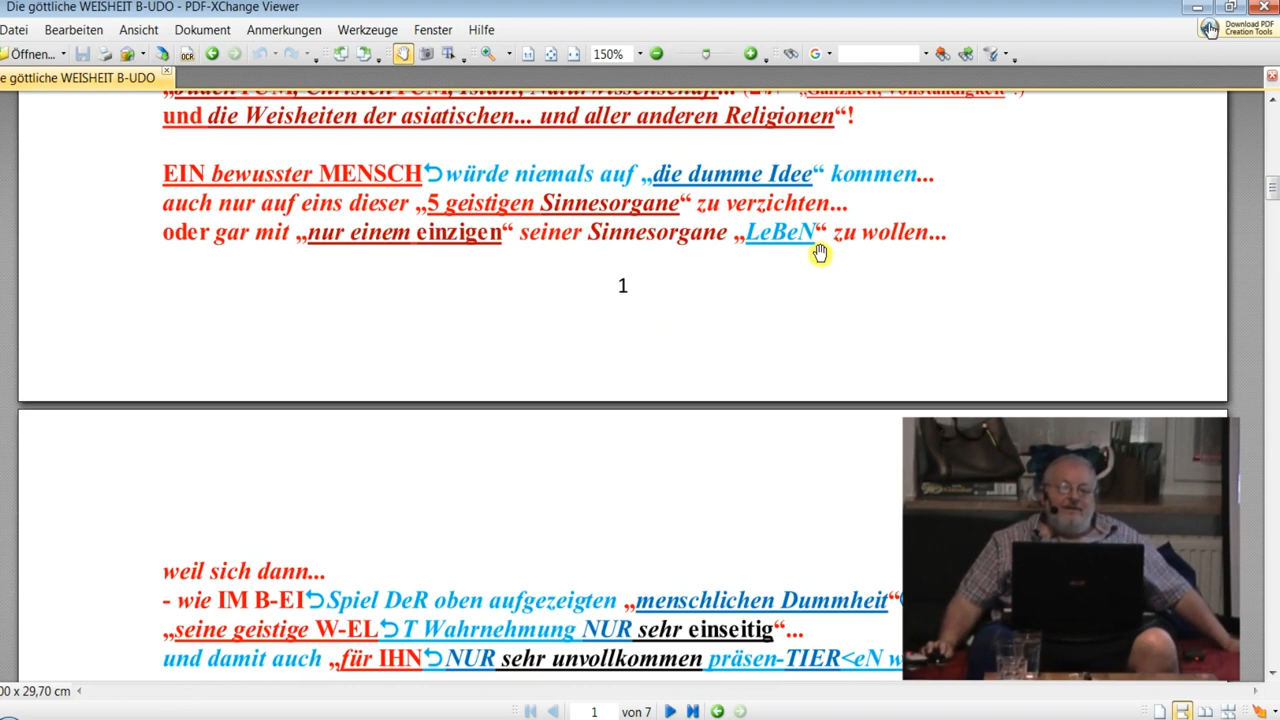 Die göttliche WEISHEIT B-UDO - PDF-XChange Viewer
Datei Bearbeiten Ansicht Dokument Anmerkungen Werkzeuge Fenster Hilfe
Download PDF
Creation Tools
Öffnen... OCR 150% G
e göttliche WEISHEIT B-UDO
und die Weisheiten der asiatischen... und aller anderen Religionen“!
EIN bewusster MENSCH⮌würde niemals auf „die dumme Idee“ kommen...
auch nur auf eins dieser „5 geistigen Sinnesorgane“ zu verzichten...
oder gar mit „nur einem einzigen“ seiner Sinnesorgane „LeBeN“ zu wollen...
1
weil sich dann...
- wie IM B-EI⮌Spiel DeR oben aufgezeigten „menschlichen Dummheit“
„seine geistige W-EL⮌T Wahrnehmung NUR sehr einseitig“...
und damit auch „für IHN⮌NUR sehr unvollkommen präsen-TIER<eN w
00 x 29,70 cm
1 von 7